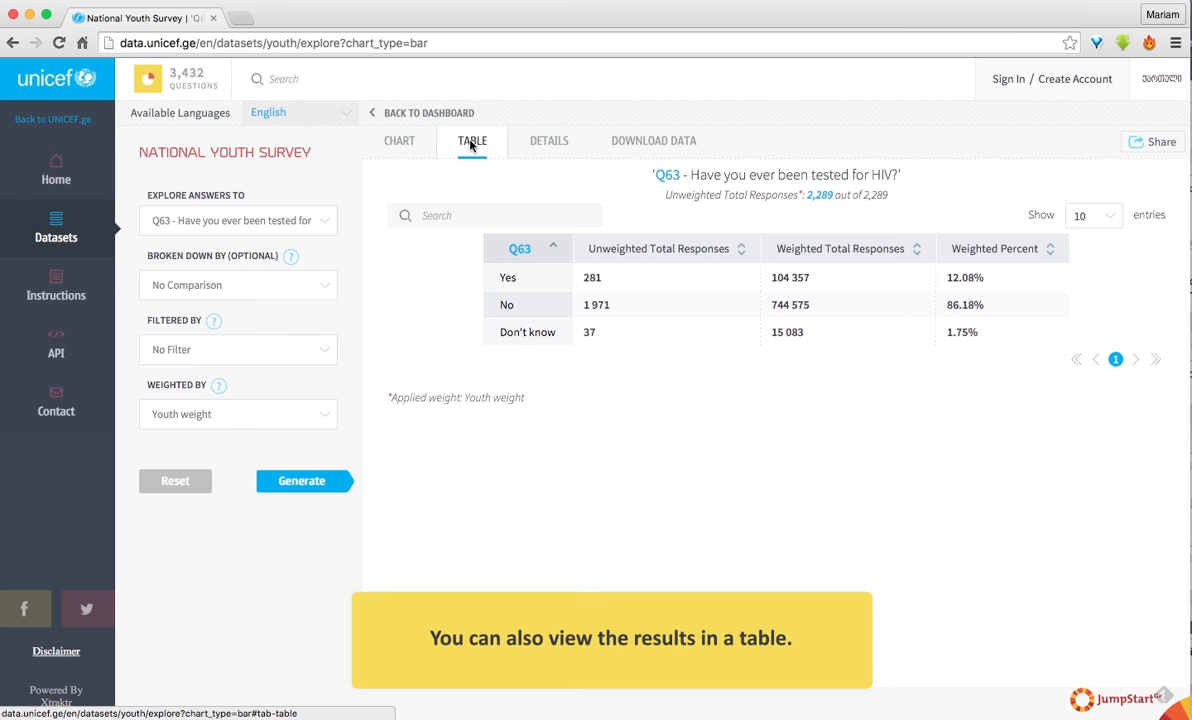 National Youth Survey | 'Q6
Mariam
data.unicef.ge/en/datasets/youth/explore?chart_type=bar
unicef
3,432
QUESTIONS
Search
Sign In / Create Account
ქართული
Back to UNICEF.ge
Available Languages
English
BACK TO DASHBOARD
CHART
TABLE
DETAILS
DOWNLOAD DATA
Share
NATIONAL YOUTH SURVEY
Home
Datasets
Instructions
API
Contact
EXPLORE ANSWERS TO
Q63 - Have you ever been tested for
BROKEN DOWN BY (OPTIONAL) ?
No Comparison
FILTERED BY ?
No Filter
WEIGHTED BY ?
Youth weight
Reset
Generate
'Q63 - Have you ever been tested for HIV?'
Unweighted Total Responses*: 2,289 out of 2,289
Search
Show 10 entries
Q63 Unweighted Total Responses Weighted Total Responses Weighted Percent
Yes 281 104 357 12.08%
No 1 971 744 575 86.18%
Don't know 37 15 083 1.75%
1
*Applied weight: Youth weight
You can also view the results in a table.
f
Disclaimer
Powered By
Xtraktr
data.unicef.ge/en/datasets/youth/explore?chart_type=bar#tab-table